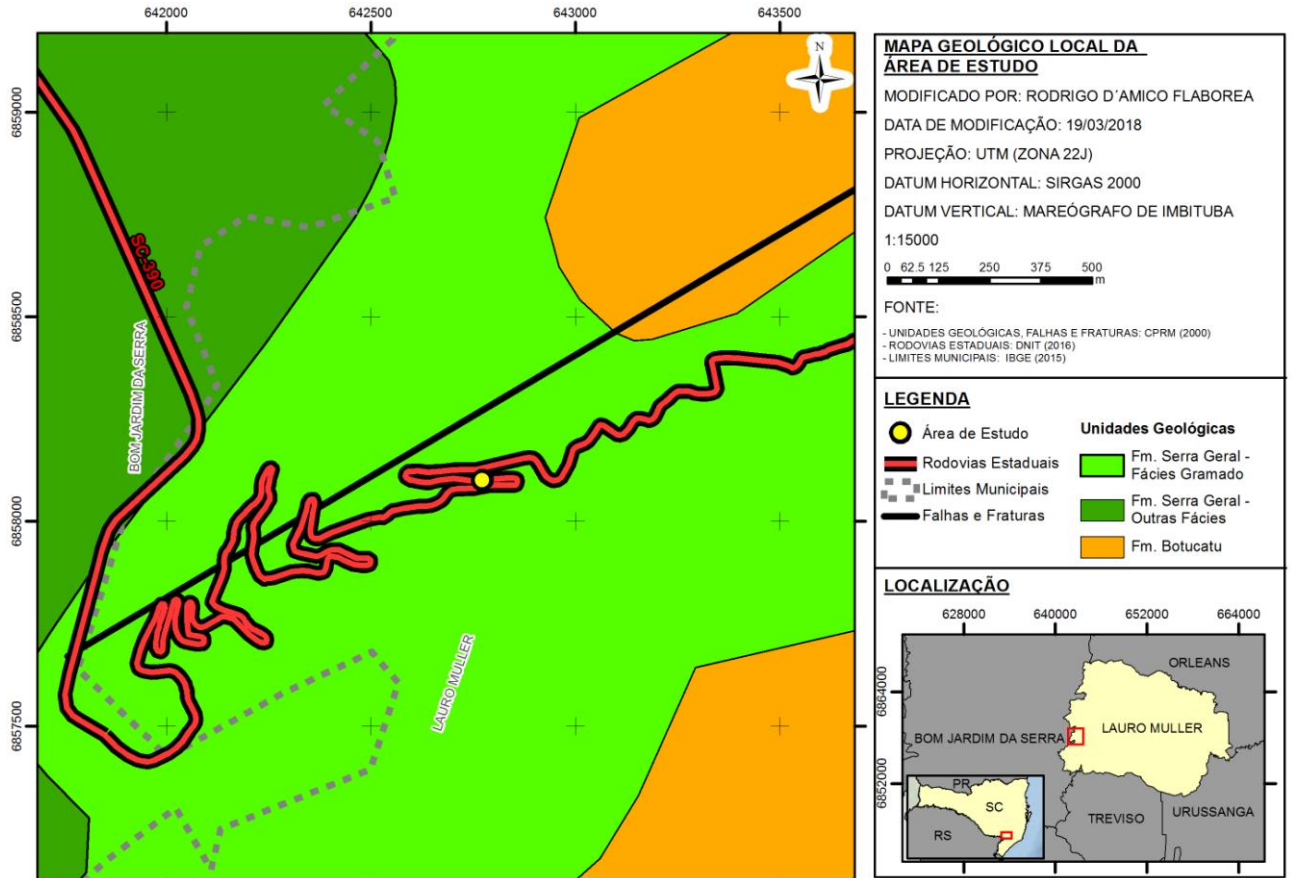 642000
642500
643000
643500
6859000
6858500
6858000
6857500
N
SC-390
BOM JARDIM DA SERRA
LAURO MULLER
MAPA GEOLÓGICO LOCAL DA
ÁREA DE ESTUDO
MODIFICADO POR: RODRIGO D´AMICO FLABOREA
DATA DE MODIFICAÇÃO: 19/03/2018
PROJEÇÃO: UTM (ZONA 22J)
DATUM HORIZONTAL: SIRGAS 2000
DATUM VERTICAL: MAREÓGRAFO DE IMBITUBA
1:15000
0 62.5 125 250 375 500
m
FONTE:
- UNIDADES GEOLÓGICAS, FALHAS E FRATURAS: CPRM (2000)
- RODOVIAS ESTADUAIS: DNIT (2016)
- LIMITES MUNICIPAIS: IBGE (2015)
LEGENDA
Área de Estudo
Rodovias Estaduais
Limites Municipais
Falhas e Fraturas
Unidades Geológicas
Fm. Serra Geral -
Fácies Gramado
Fm. Serra Geral -
Outras Fácies
Fm. Botucatu
LOCALIZAÇÃO
628000
640000
652000
664000
6864000
6852000
ORLEANS
LAURO MULLER
BOM JARDIM DA SERRA
TREVISO
URUSSANGA
PR
SC
RS